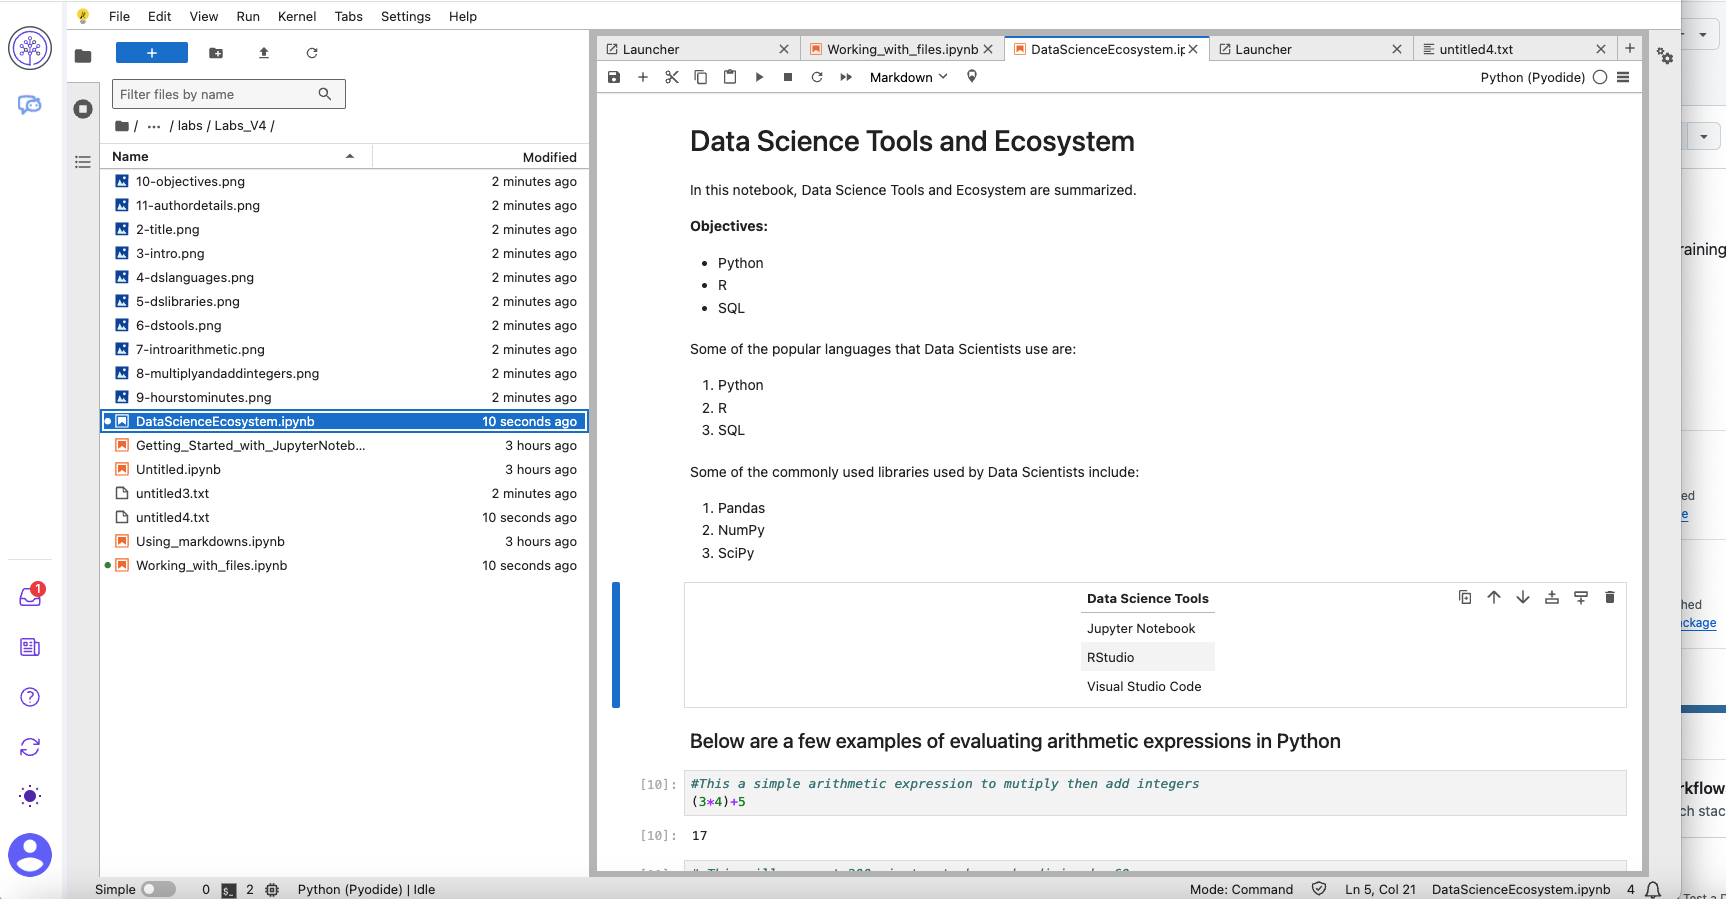 File Edit View Run Kernel Tabs Settings Help
+
Filter files by name
/ ... / labs / Labs_V4 /
Name Modified
10-objectives.png 2 minutes ago
11-authordetails.png 2 minutes ago
2-title.png 2 minutes ago
3-intro.png 2 minutes ago
4-dslanguages.png 2 minutes ago
5-dslibraries.png 2 minutes ago
6-dstools.png 2 minutes ago
7-introarithmetic.png 2 minutes ago
8-multiplyandaddintegers.png 2 minutes ago
9-hourstominutes.png 2 minutes ago
DataScienceEcosystem.ipynb 10 seconds ago
Getting_Started_with_JupyterNoteb... 3 hours ago
Untitled.ipynb 3 hours ago
untitled3.txt 2 minutes ago
untitled4.txt 10 seconds ago
Using_markdowns.ipynb 3 hours ago
Working_with_files.ipynb 10 seconds ago
1
Launcher Working_with_files.ipynb DataScienceEcosystem.ip Launcher untitled4.txt
Markdown Python (Pyodide)
Data Science Tools and Ecosystem
In this notebook, Data Science Tools and Ecosystem are summarized.
Objectives:
• Python
• R
• SQL
Some of the popular languages that Data Scientists use are:
1. Python
2. R
3. SQL
Some of the commonly used libraries used by Data Scientists include:
1. Pandas
2. NumPy
3. SciPy
Data Science Tools
Jupyter Notebook
RStudio
Visual Studio Code
Below are a few examples of evaluating arithmetic expressions in Python
[10]: #This a simple arithmetic expression to mutiply then add integers
(3*4)+5
[10]: 17
Simple 0 $_ 2 Python (Pyodide) | Idle Mode: Command Ln 5, Col 21 DataScienceEcosystem.ipynb 4
raining
ed
e
hed
ckage
rkflow
ch stac